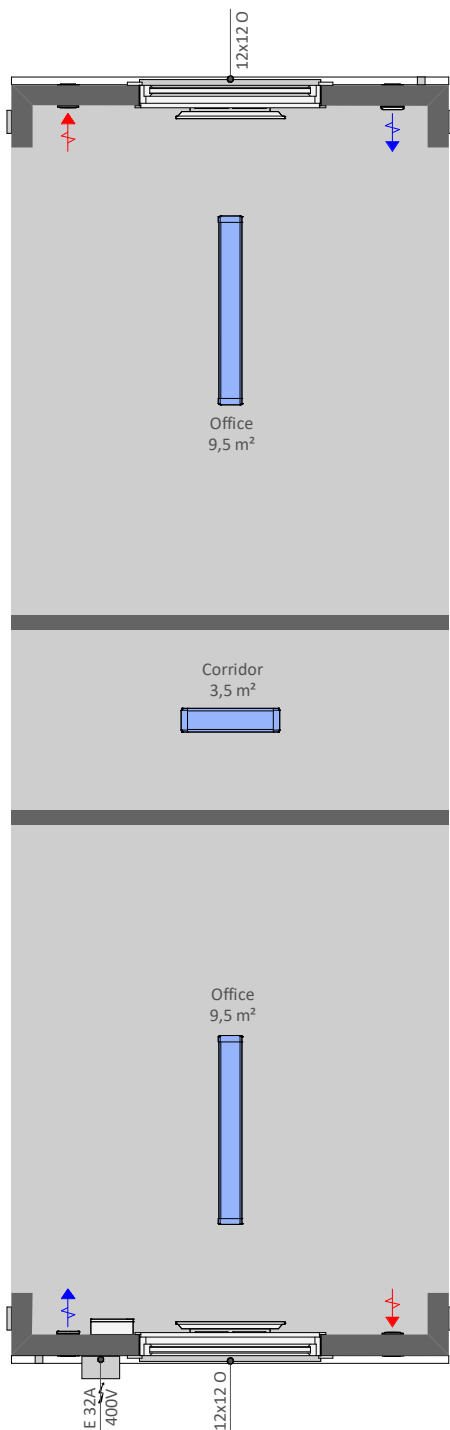 12x12 O
Office
9,5 m²
Corridor
3,5 m²
Office
9,5 m²
E 32A
400V
12x12 O